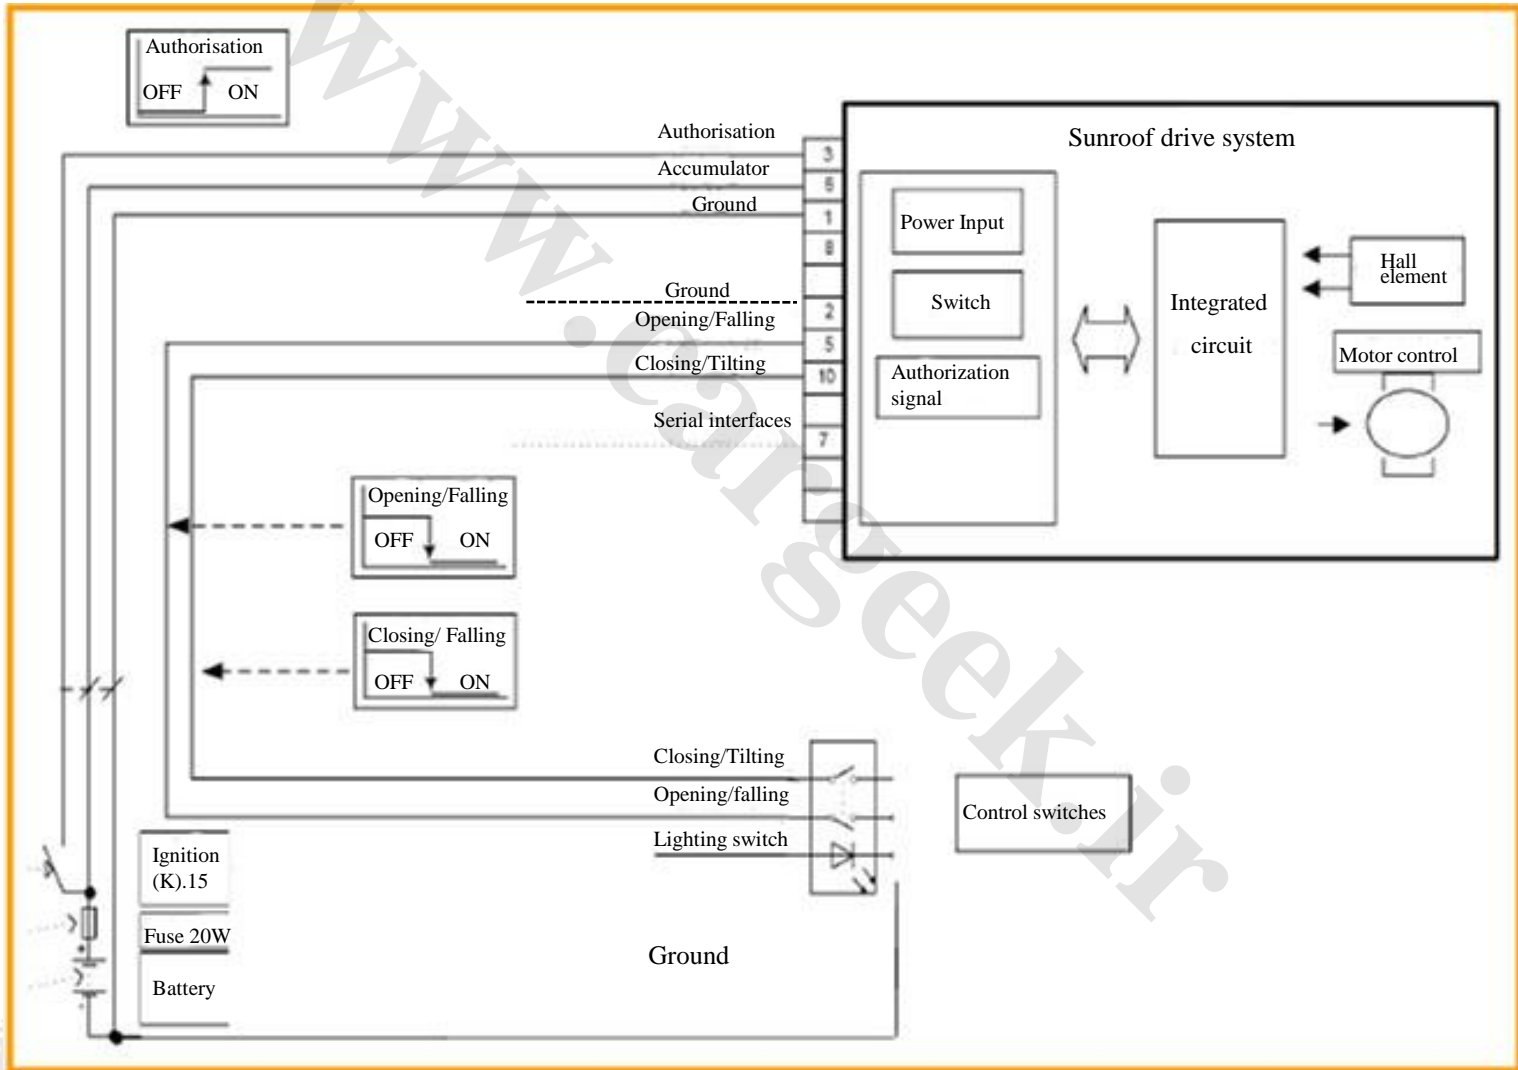 Authorisation
OFF ON
Sunroof drive system
Authorisation
3
Accumulator
Ground
1
Power Input
Hall
element
Switch
Integrated
circuit
Ground
2
Opening/Falling
5
Motor control
Closing/Tilting
10
Authorization
signal
Serial interfaces
7
Opening/Falling
OFF ON
Closing/ Falling
OFF ON
Closing/Tilting
Opening/falling
Control switches
Lighting switch
Ignition
(K).15
Fuse 20W
Ground
Battery
www.cargeek.ir